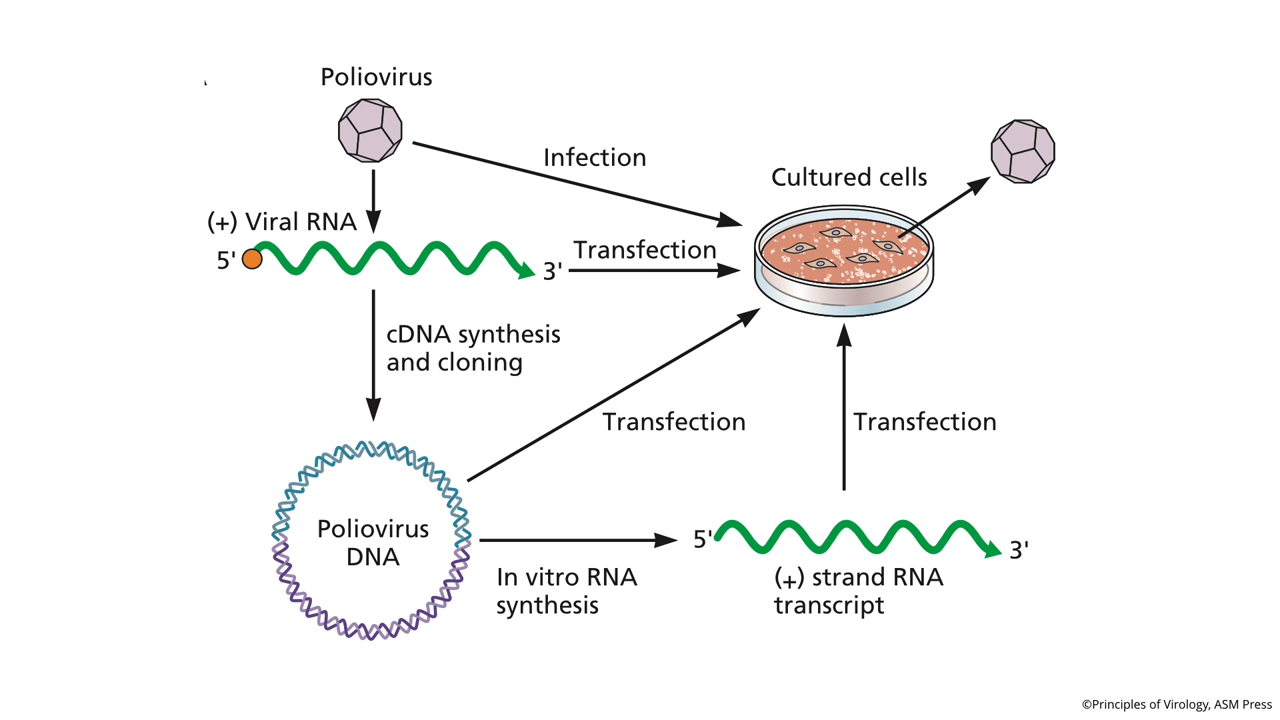 Poliovirus
Infection
Cultured cells
(+) Viral RNA
5'
3'
Transfection
cDNA synthesis
and cloning
Transfection
Transfection
Poliovirus
DNA
In vitro RNA
synthesis
5'
3'
(+) strand RNA
transcript
©Principles of Virology, ASM Press